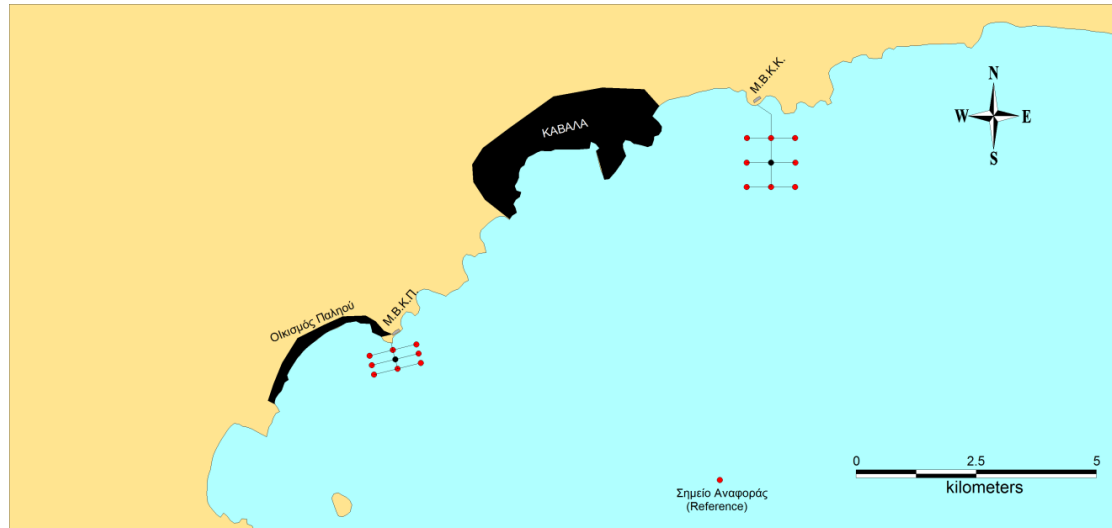 Μ.Β.Κ.Κ.
ΚΑΒΑΛΑ
N
W E
S
Μ.Β.Κ.Π.
ΟΙκισμός Παληού
0 2.5 5
kilometers
Σημείο Αναφοράς
(Reference)